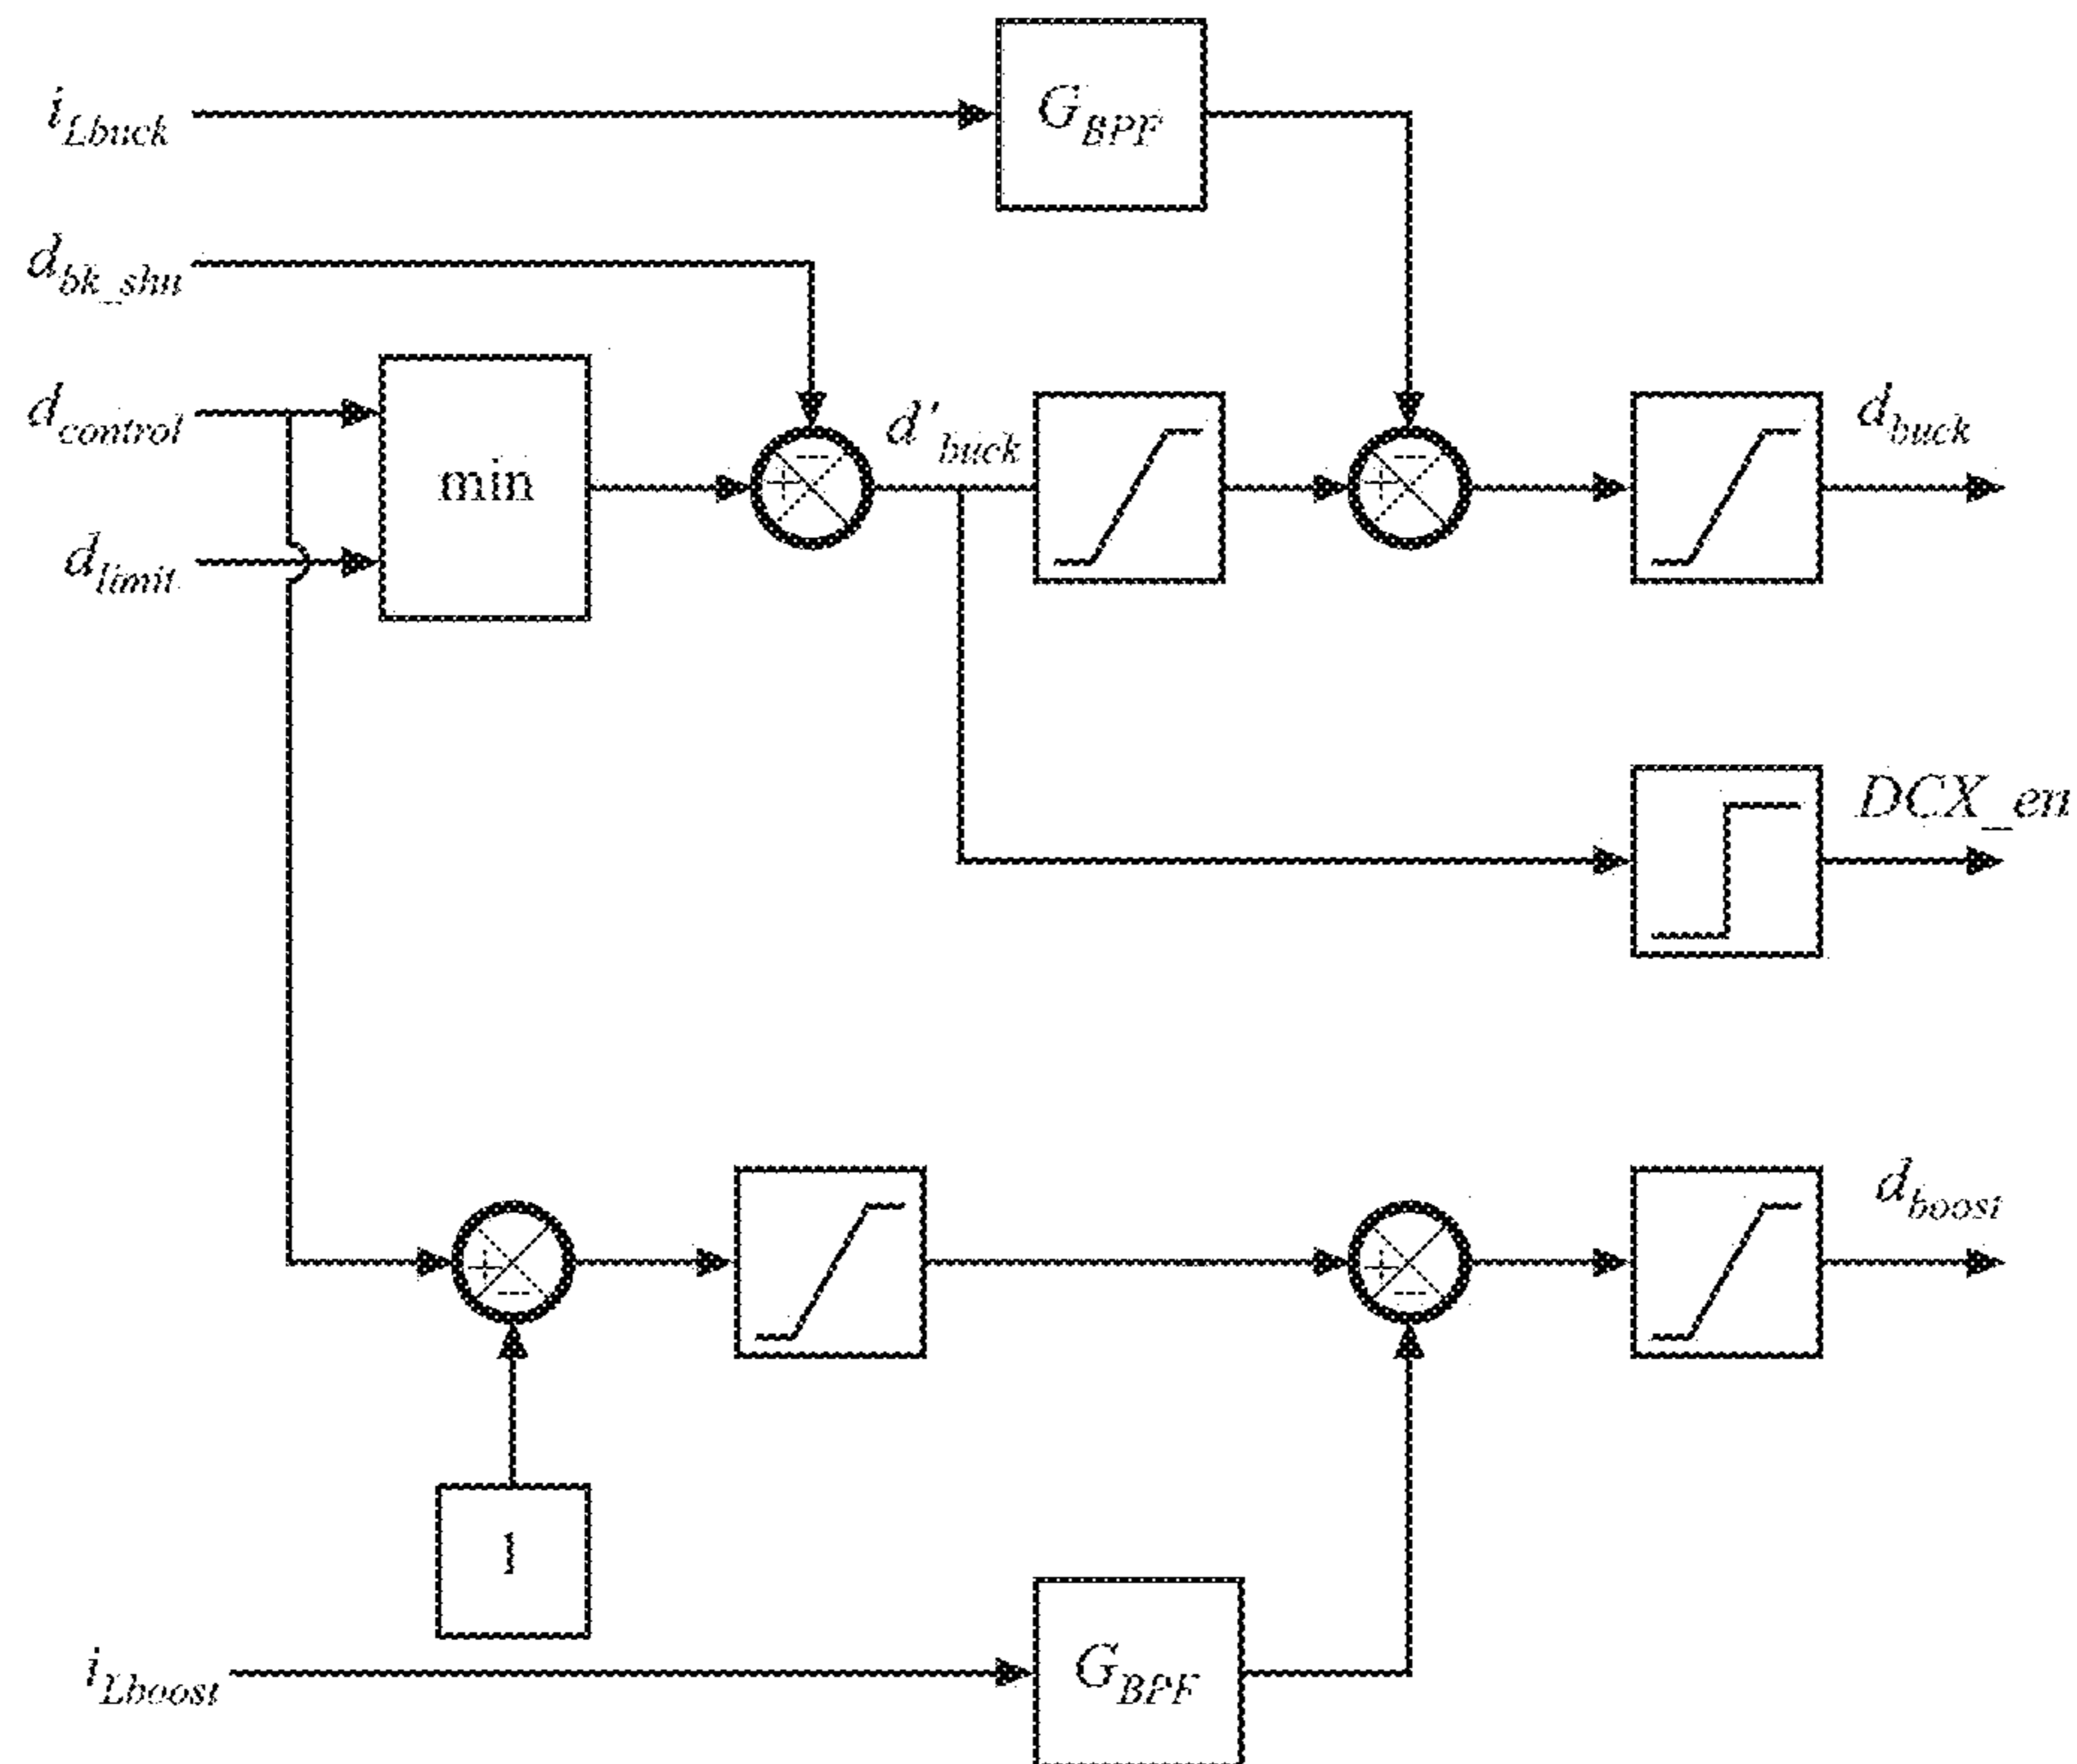 i_Lbuck
G_BPF
d_bk_shu
d_control
d_limit
min
+ −
d'_buck
+ −
d_buck
DCX_en
+ −
+ −
d_boost
1
i_Lboost
G_BPF